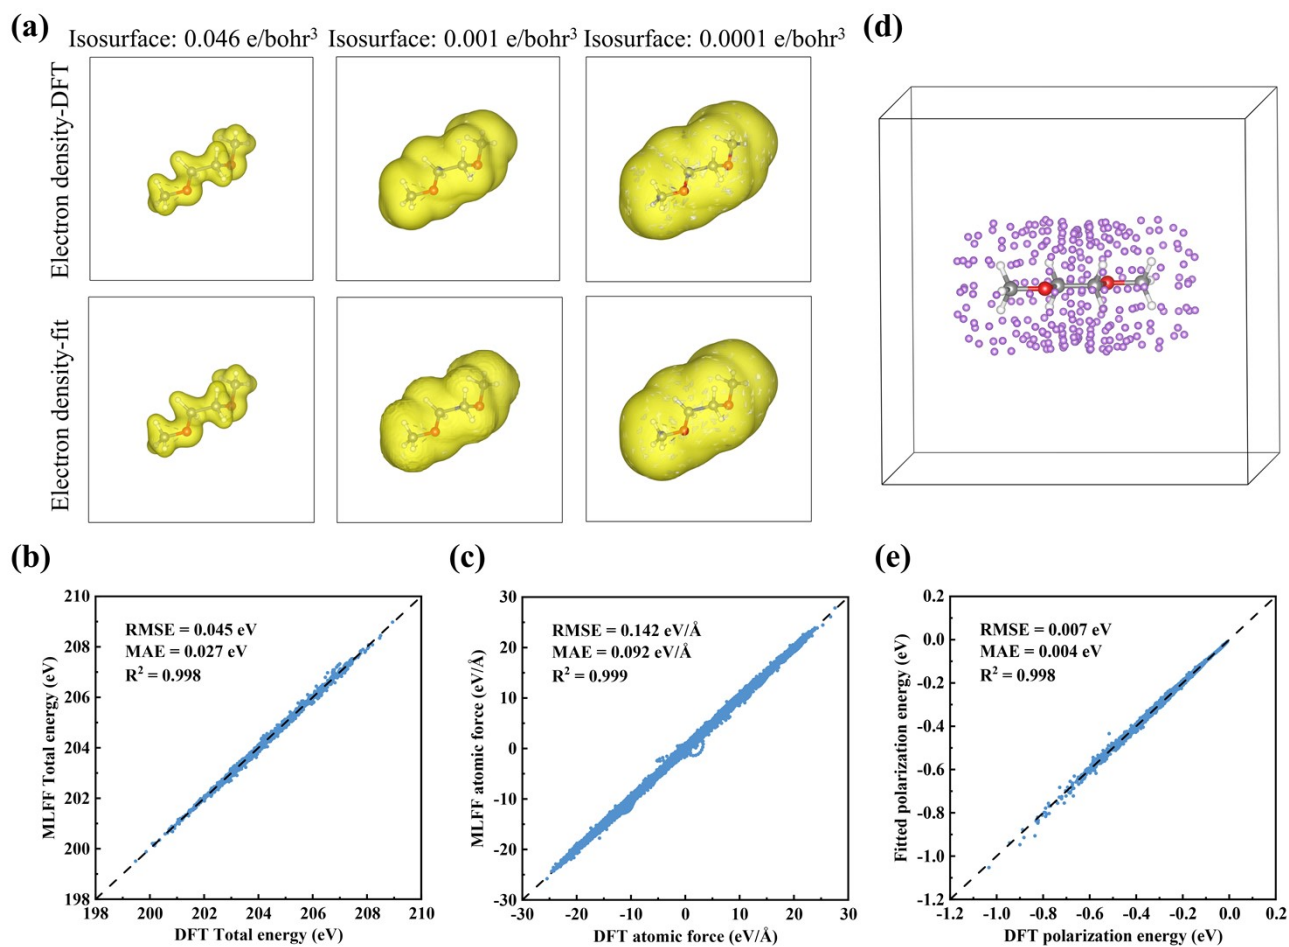 (a)
Isosurface: 0.046 e/bohr³ Isosurface: 0.001 e/bohr³ Isosurface: 0.0001 e/bohr³
(d)
Electron density-DFT
Electron density-fit
(b)
210
208
206
204
202
200
198
MLFF Total energy (eV)
RMSE = 0.045 eV
MAE = 0.027 eV
R² = 0.998
198 200 202 204 206 208 210
DFT Total energy (eV)
(c)
30
20
10
0
-10
-20
-30
MLFF atomic force (eV/Å)
RMSE = 0.142 eV/Å
MAE = 0.092 eV/Å
R² = 0.999
-30 -20 -10 0 10 20 30
DFT atomic force (eV/Å)
(e)
0.2
0.0
-0.2
-0.4
-0.6
-0.8
-1.0
-1.2
Fitted polarization energy (eV)
RMSE = 0.007 eV
MAE = 0.004 eV
R² = 0.998
-1.2 -1.0 -0.8 -0.6 -0.4 -0.2 0.0 0.2
DFT polarization energy (eV)